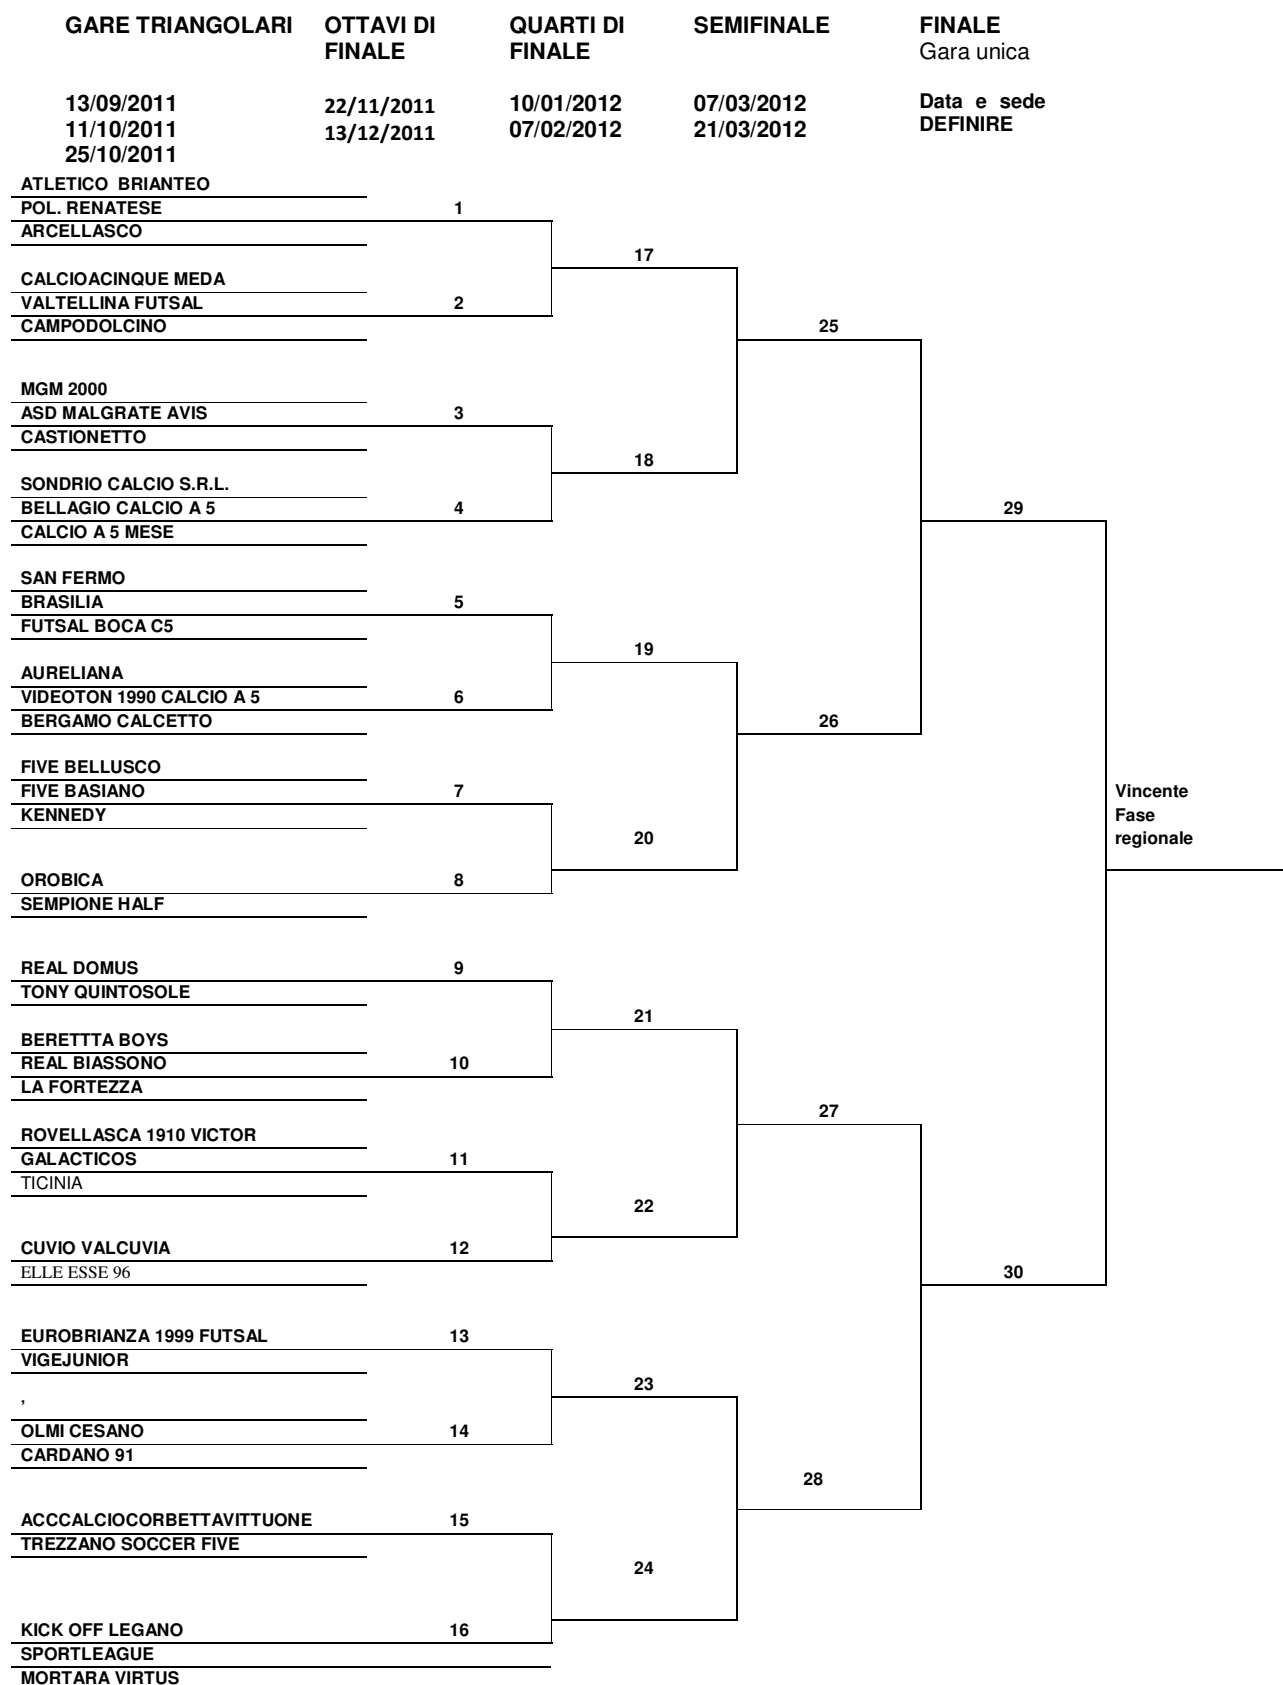 GARE TRIANGOLARI OTTAVI DI QUARTI DI SEMIFINALE FINALE
FINALE FINALE Gara unica
13/09/2011 22/11/2011 10/01/2012 07/03/2012 Data e sede
11/10/2011 13/12/2011 07/02/2012 21/03/2012 DEFINIRE
25/10/2011
ATLETICO BRIANTEO
POL. RENATESE 1
ARCELLASCO
17
CALCIOACINQUE MEDA
VALTELLINA FUTSAL 2
CAMPODOLCINO 25
MGM 2000
ASD MALGRATE AVIS 3
CASTIONETTO
18
SONDRIO CALCIO S.R.L.
BELLAGIO CALCIO A 5 4 29
CALCIO A 5 MESE
SAN FERMO
BRASILIA 5
FUTSAL BOCA C5
19
AURELIANA
VIDEOTON 1990 CALCIO A 5 6
BERGAMO CALCETTO 26
FIVE BELLUSCO
FIVE BASIANO 7 Vincente
KENNEDY Fase
20 regionale
OROBICA 8
SEMPIONE HALF
REAL DOMUS 9
TONY QUINTOSOLE
21
BERETTTA BOYS
REAL BIASSONO 10
LA FORTEZZA
27
ROVELLASCA 1910 VICTOR
GALACTICOS 11
TICINIA
22
CUVIO VALCUVIA 12
ELLE ESSE 96 30
EUROBRIANZA 1999 FUTSAL 13
VIGEJUNIOR
23
,
OLMI CESANO 14
CARDANO 91
28
ACCCALCIOCORBETTAVITTUONE 15
TREZZANO SOCCER FIVE
24
KICK OFF LEGANO 16
SPORTLEAGUE
MORTARA VIRTUS